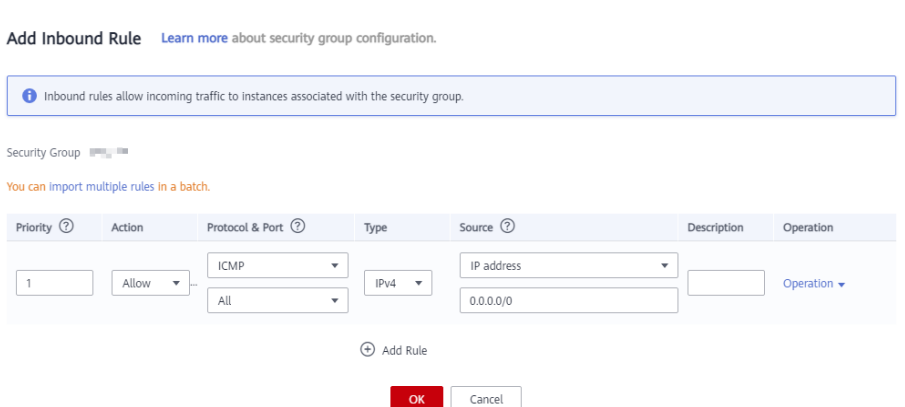 Add Inbound Rule Learn more about security group configuration.
Inbound rules allow incoming traffic to instances associated with the security group.
Security Group
You can import multiple rules in a batch.
Priority ? Action Protocol & Port ? Type Source ? Description Operation
ICMP IP address
1 Allow ... IPv4 Operation
All 0.0.0.0/0
Add Rule
OK Cancel